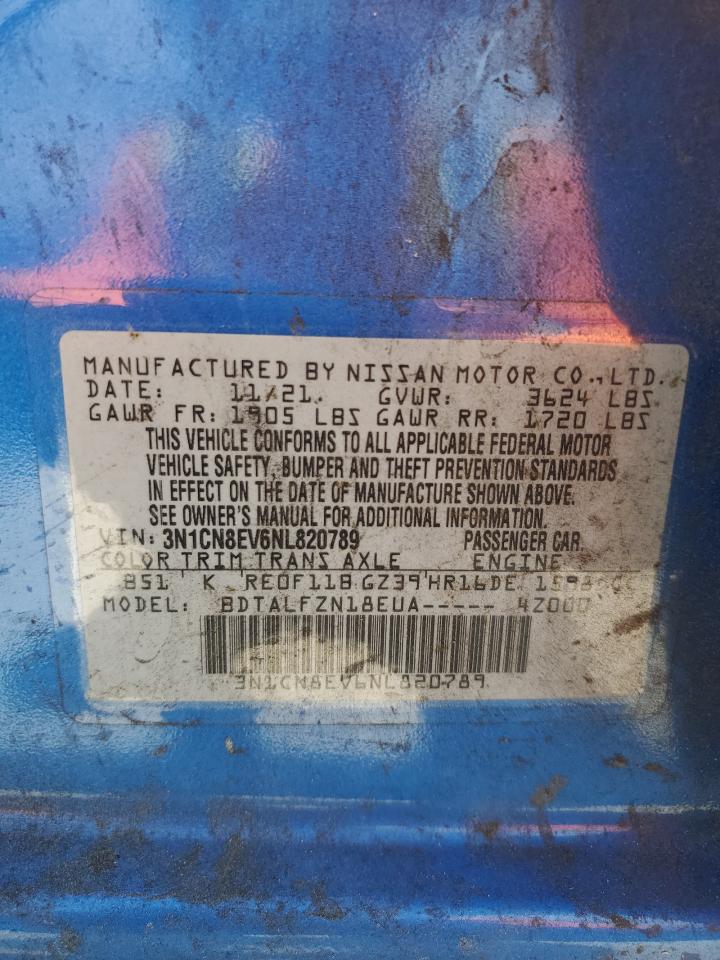 MANUFACTURED BY NISSAN MOTOR CO., LTD.
DATE: 11/21. GVWR: 3624 LBS
GAWR FR: 1905 LBS GAWR RR: 1720 LBS
THIS VEHICLE CONFORMS TO ALL APPLICABLE FEDERAL MOTOR
VEHICLE SAFETY, BUMPER AND THEFT PREVENTION STANDARDS
IN EFFECT ON THE DATE OF MANUFACTURE SHOWN ABOVE.
SEE OWNER'S MANUAL FOR ADDITIONAL INFORMATION.
VIN: 3N1CN8EV6NL820789 PASSENGER CAR.
COLOR TRIM TRANS AXLE ENGINE
K RE0F11B GZ39 HR16DE
MODEL: BDTALFZN18EUA----- 4Z000
3N1CN8EV6NL820789